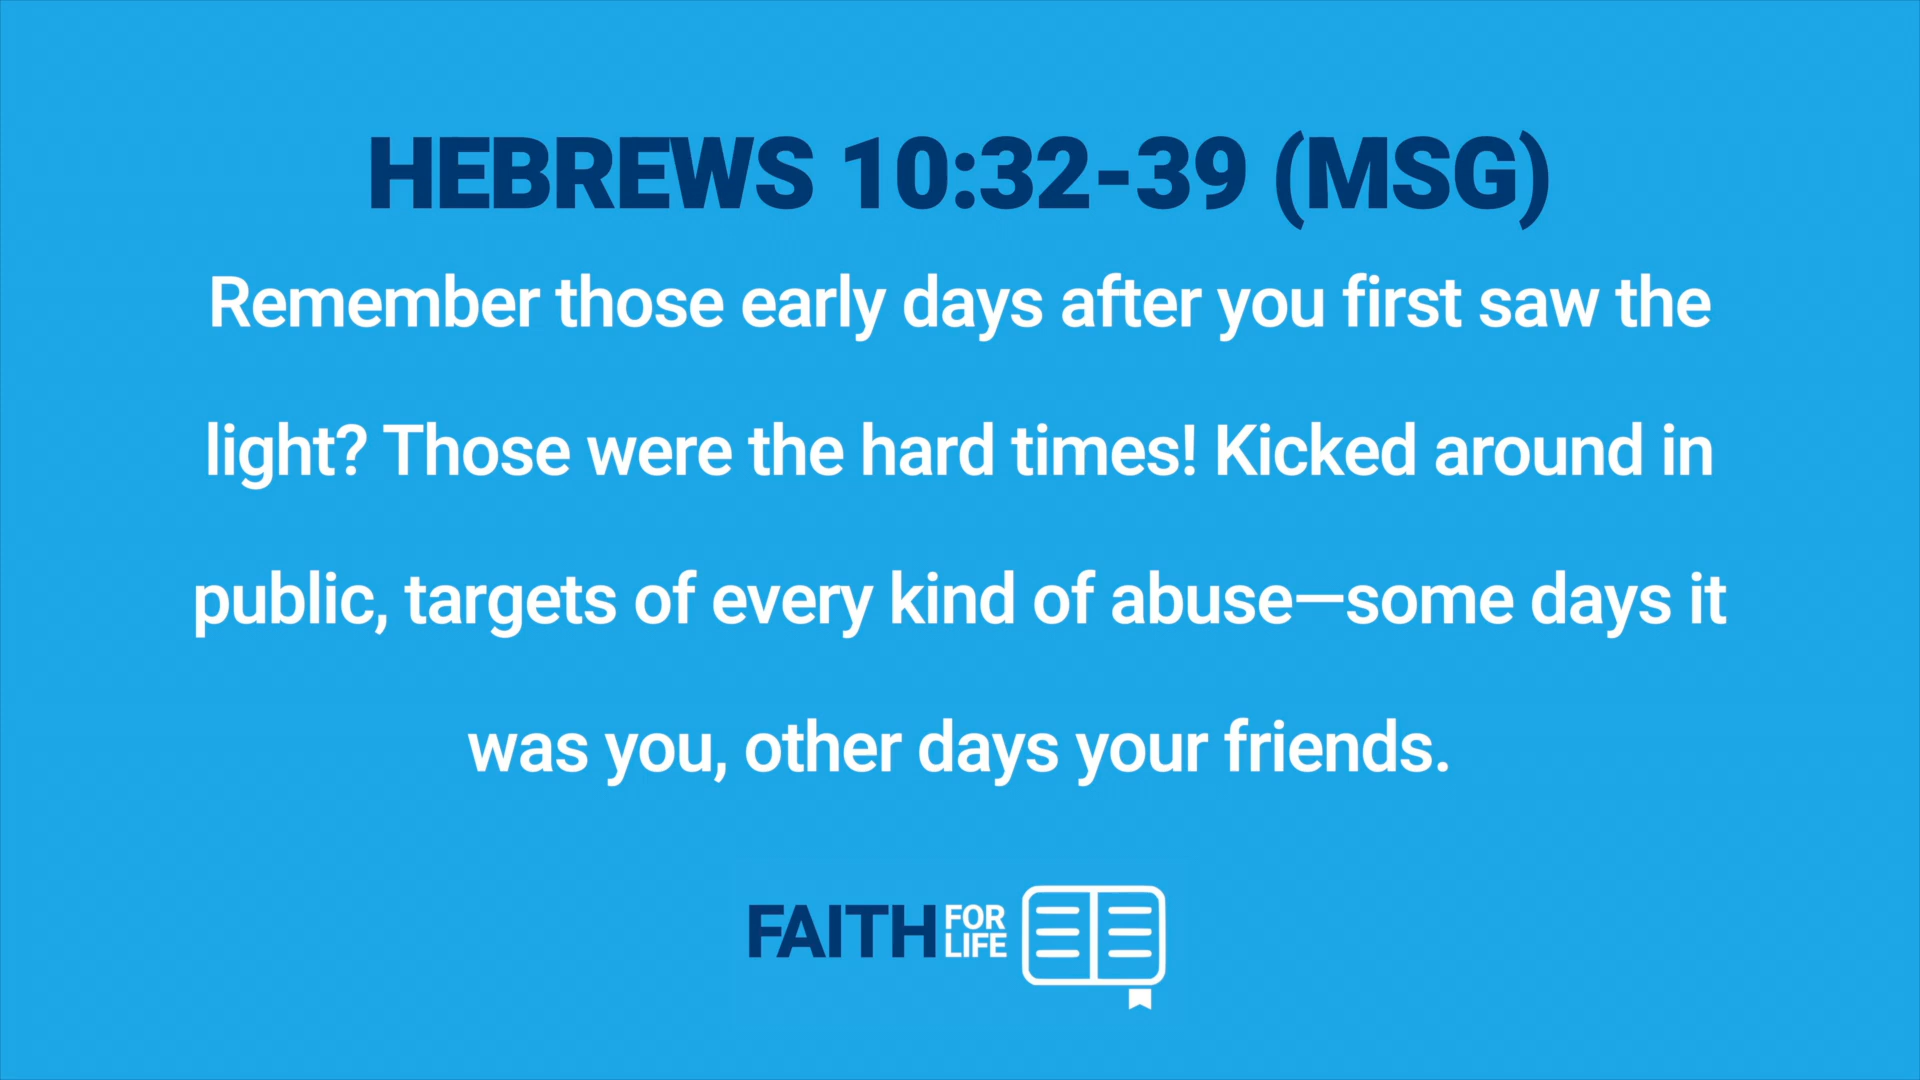 HEBREWS 10:32-39 (MSG)
Remember those early days after you first saw the
light? Those were the hard times! Kicked around in
public, targets of every kind of abuse—some days it
was you, other days your friends.
FAITH FOR
LIFE